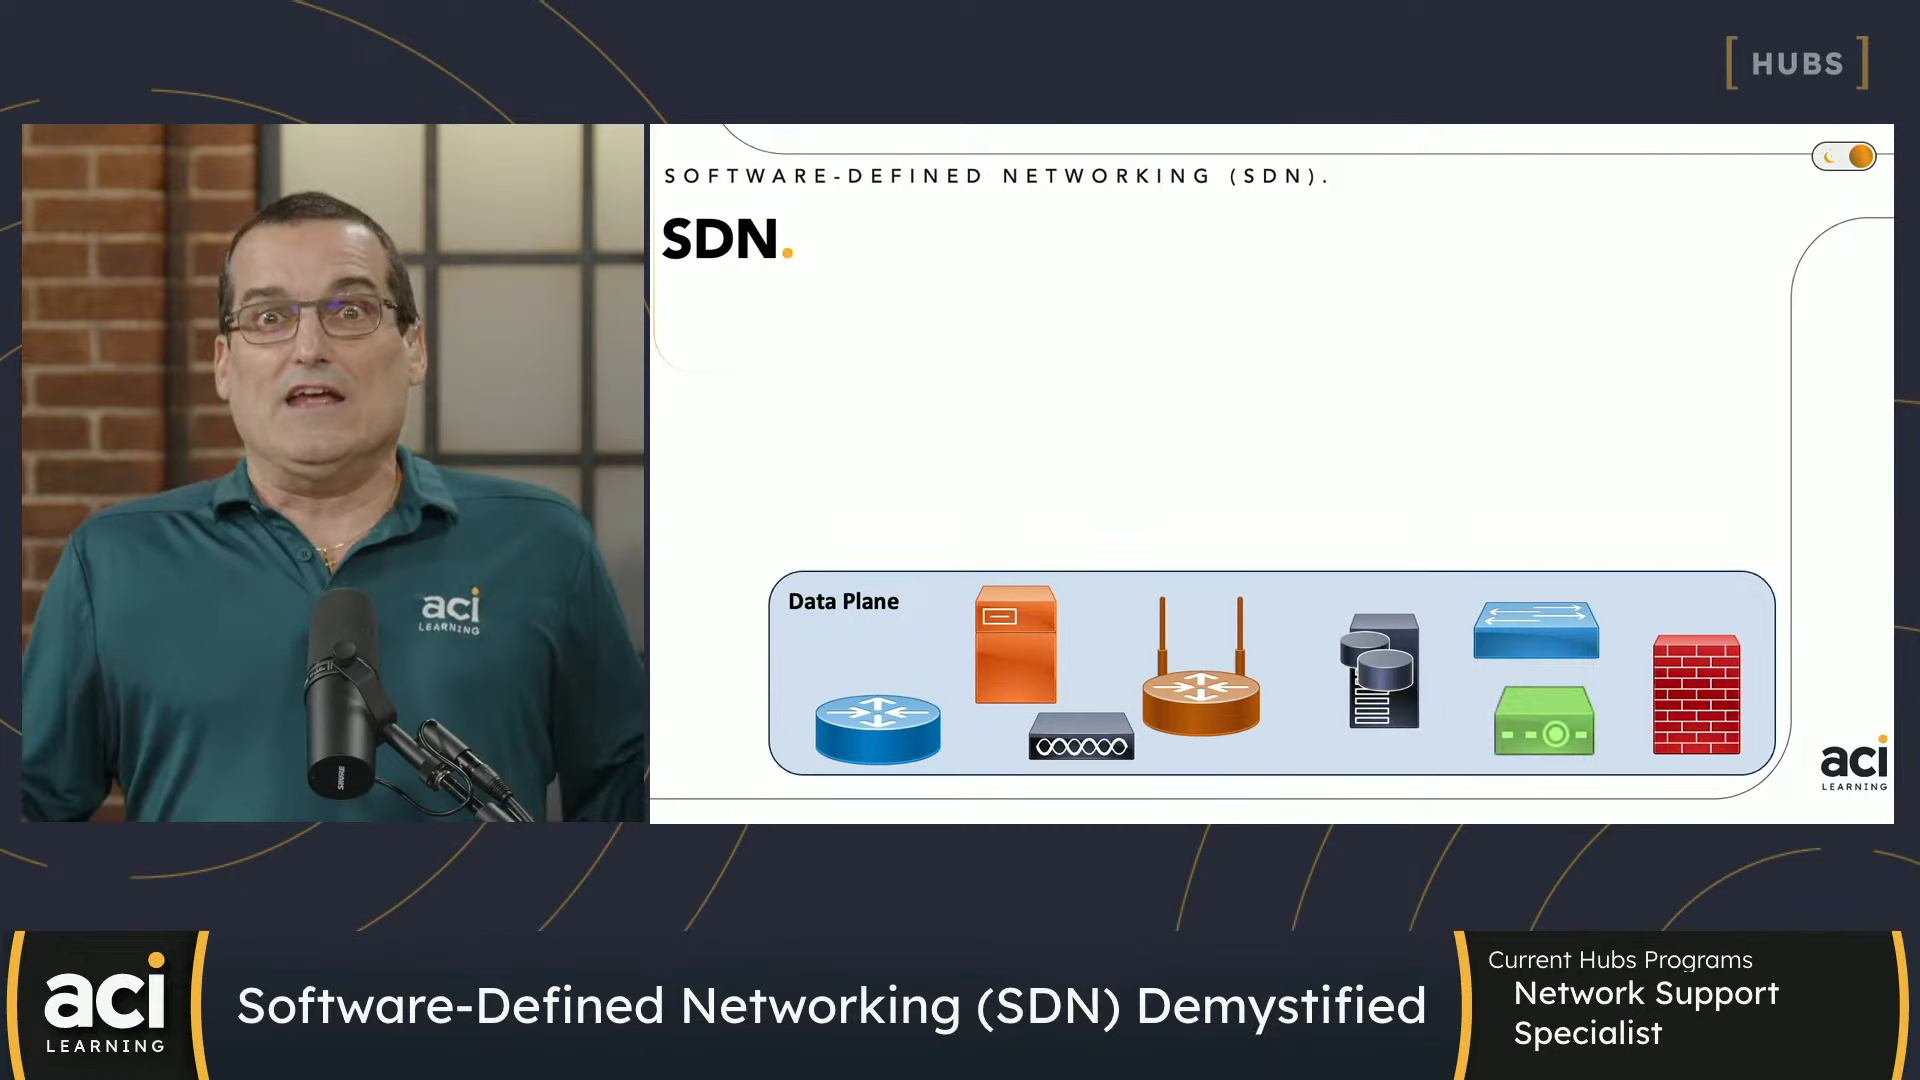 [ HUBS ]
SOFTWARE-DEFINED NETWORKING (SDN).
SDN.
Data Plane
aci
LEARNING
SHURE
aci
LEARNING
aci
LEARNING
Software-Defined Networking (SDN) Demystified
Current Hubs Programs
Network Support
Specialist